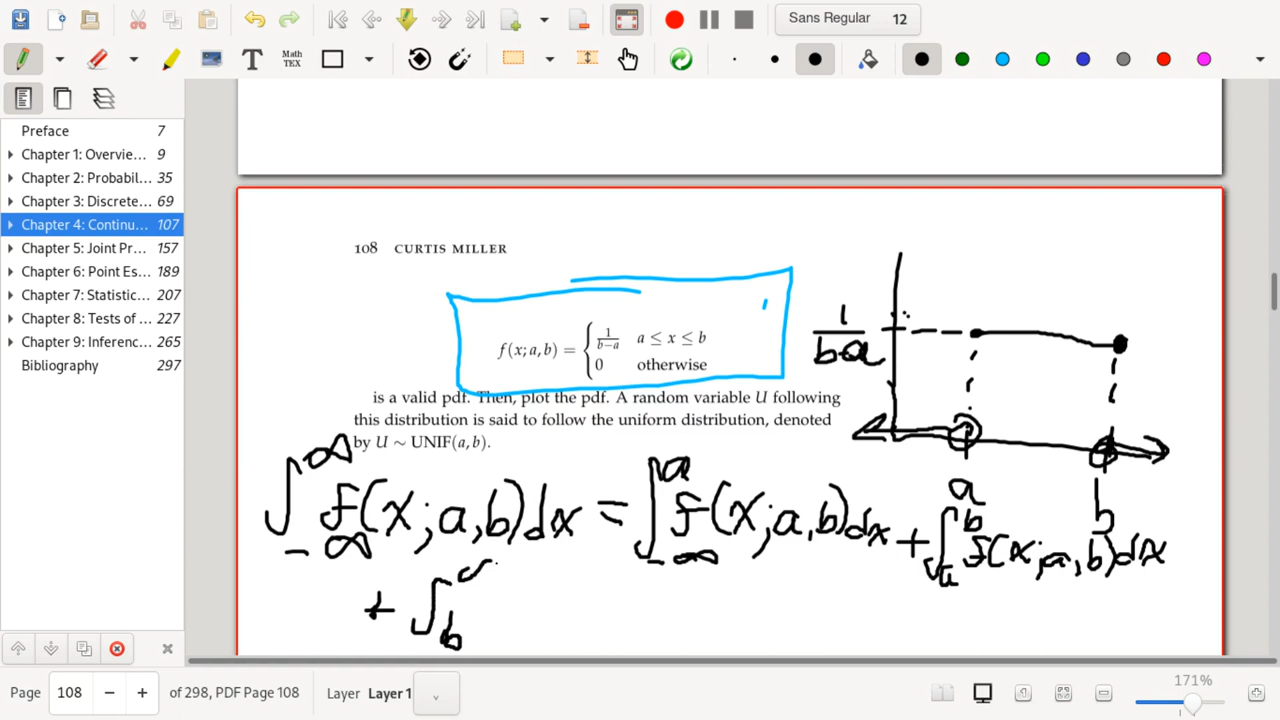 Sans Regular 12
T Math TEX
Preface 7
Chapter 1: Overvie... 9
Chapter 2: Probabil... 35
Chapter 3: Discrete... 69
Chapter 4: Continu... 107
Chapter 5: Joint Pr... 157
Chapter 6: Point Es... 189
Chapter 7: Statistic... 207
Chapter 8: Tests of ... 227
Chapter 9: Inferenc... 265
Bibliography 297
108 CURTIS MILLER
f(x; a, b) = { 1/(b−a) a ≤ x ≤ b
0 otherwise
is a valid pdf. Then, plot the pdf. A random variable U following
this distribution is said to follow the uniform distribution, denoted
by U ∼ UNIF(a, b).
1/(b-a)
a b
∫_{-∞}^{∞} f(x;a,b)dx = ∫_{-∞}^{a} f(x;a,b)dx + ∫_{a}^{b} f(x;a,b)dx
+ ∫_{b}
Page 108 − + of 298, PDF Page 108 Layer Layer 1 171%